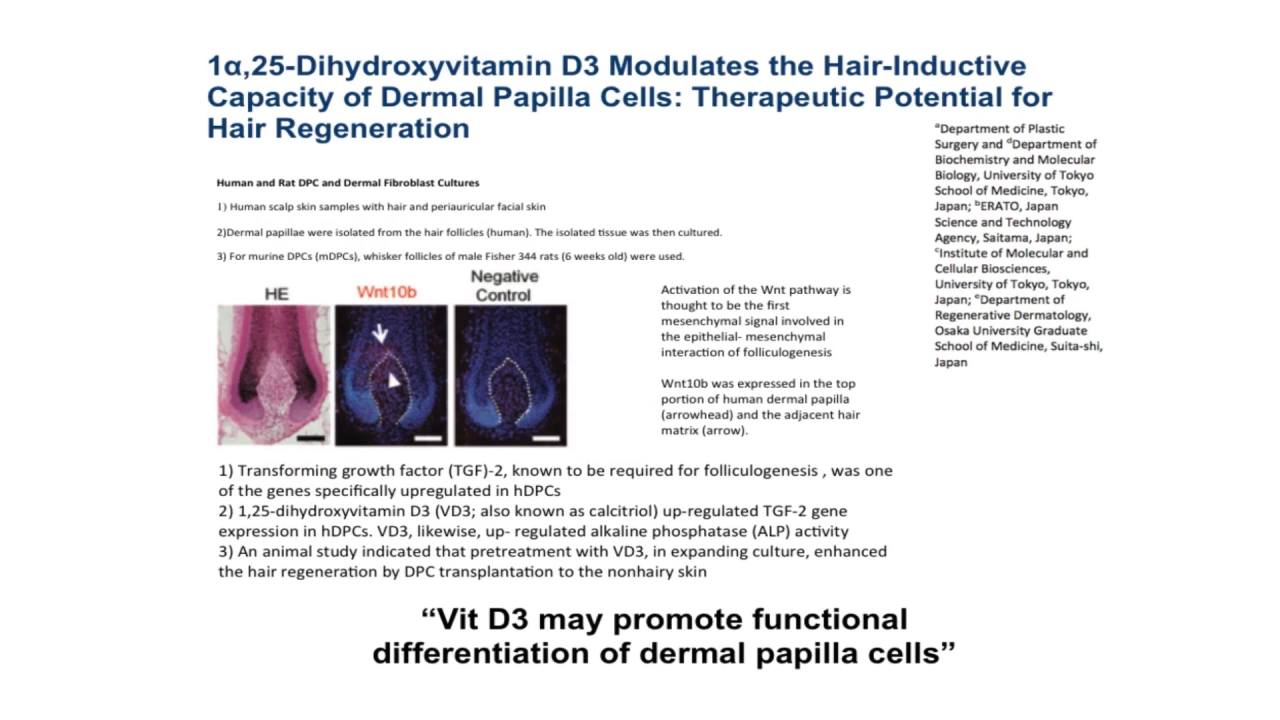 1α,25-Dihydroxyvitamin D3 Modulates the Hair-Inductive
Capacity of Dermal Papilla Cells: Therapeutic Potential for
Hair Regeneration
aDepartment of Plastic
Surgery and dDepartment of
Biochemistry and Molecular
Biology, University of Tokyo
School of Medicine, Tokyo,
Japan; bERATO, Japan
Science and Technology
Agency, Saitama, Japan;
cInstitute of Molecular and
Cellular Biosciences,
University of Tokyo, Tokyo,
Japan; eDepartment of
Regenerative Dermatology,
Osaka University Graduate
School of Medicine, Suita-shi,
Japan
Human and Rat DPC and Dermal Fibroblast Cultures
1) Human scalp skin samples with hair and periauricular facial skin
2)Dermal papillae were isolated from the hair follicles (human). The isolated tissue was then cultured.
3) For murine DPCs (mDPCs), whisker follicles of male Fisher 344 rats (6 weeks old) were used.
HE
Wnt10b
Negative
Control
Activation of the Wnt pathway is
thought to be the first
mesenchymal signal involved in
the epithelial- mesenchymal
interaction of folliculogenesis
Wnt10b was expressed in the top
portion of human dermal papilla
(arrowhead) and the adjacent hair
matrix (arrow).
1) Transforming growth factor (TGF)-2, known to be required for folliculogenesis , was one
of the genes specifically upregulated in hDPCs
2) 1,25-dihydroxyvitamin D3 (VD3; also known as calcitriol) up-regulated TGF-2 gene
expression in hDPCs. VD3, likewise, up- regulated alkaline phosphatase (ALP) activity
3) An animal study indicated that pretreatment with VD3, in expanding culture, enhanced
the hair regeneration by DPC transplantation to the nonhairy skin
“Vit D3 may promote functional
differentiation of dermal papilla cells”